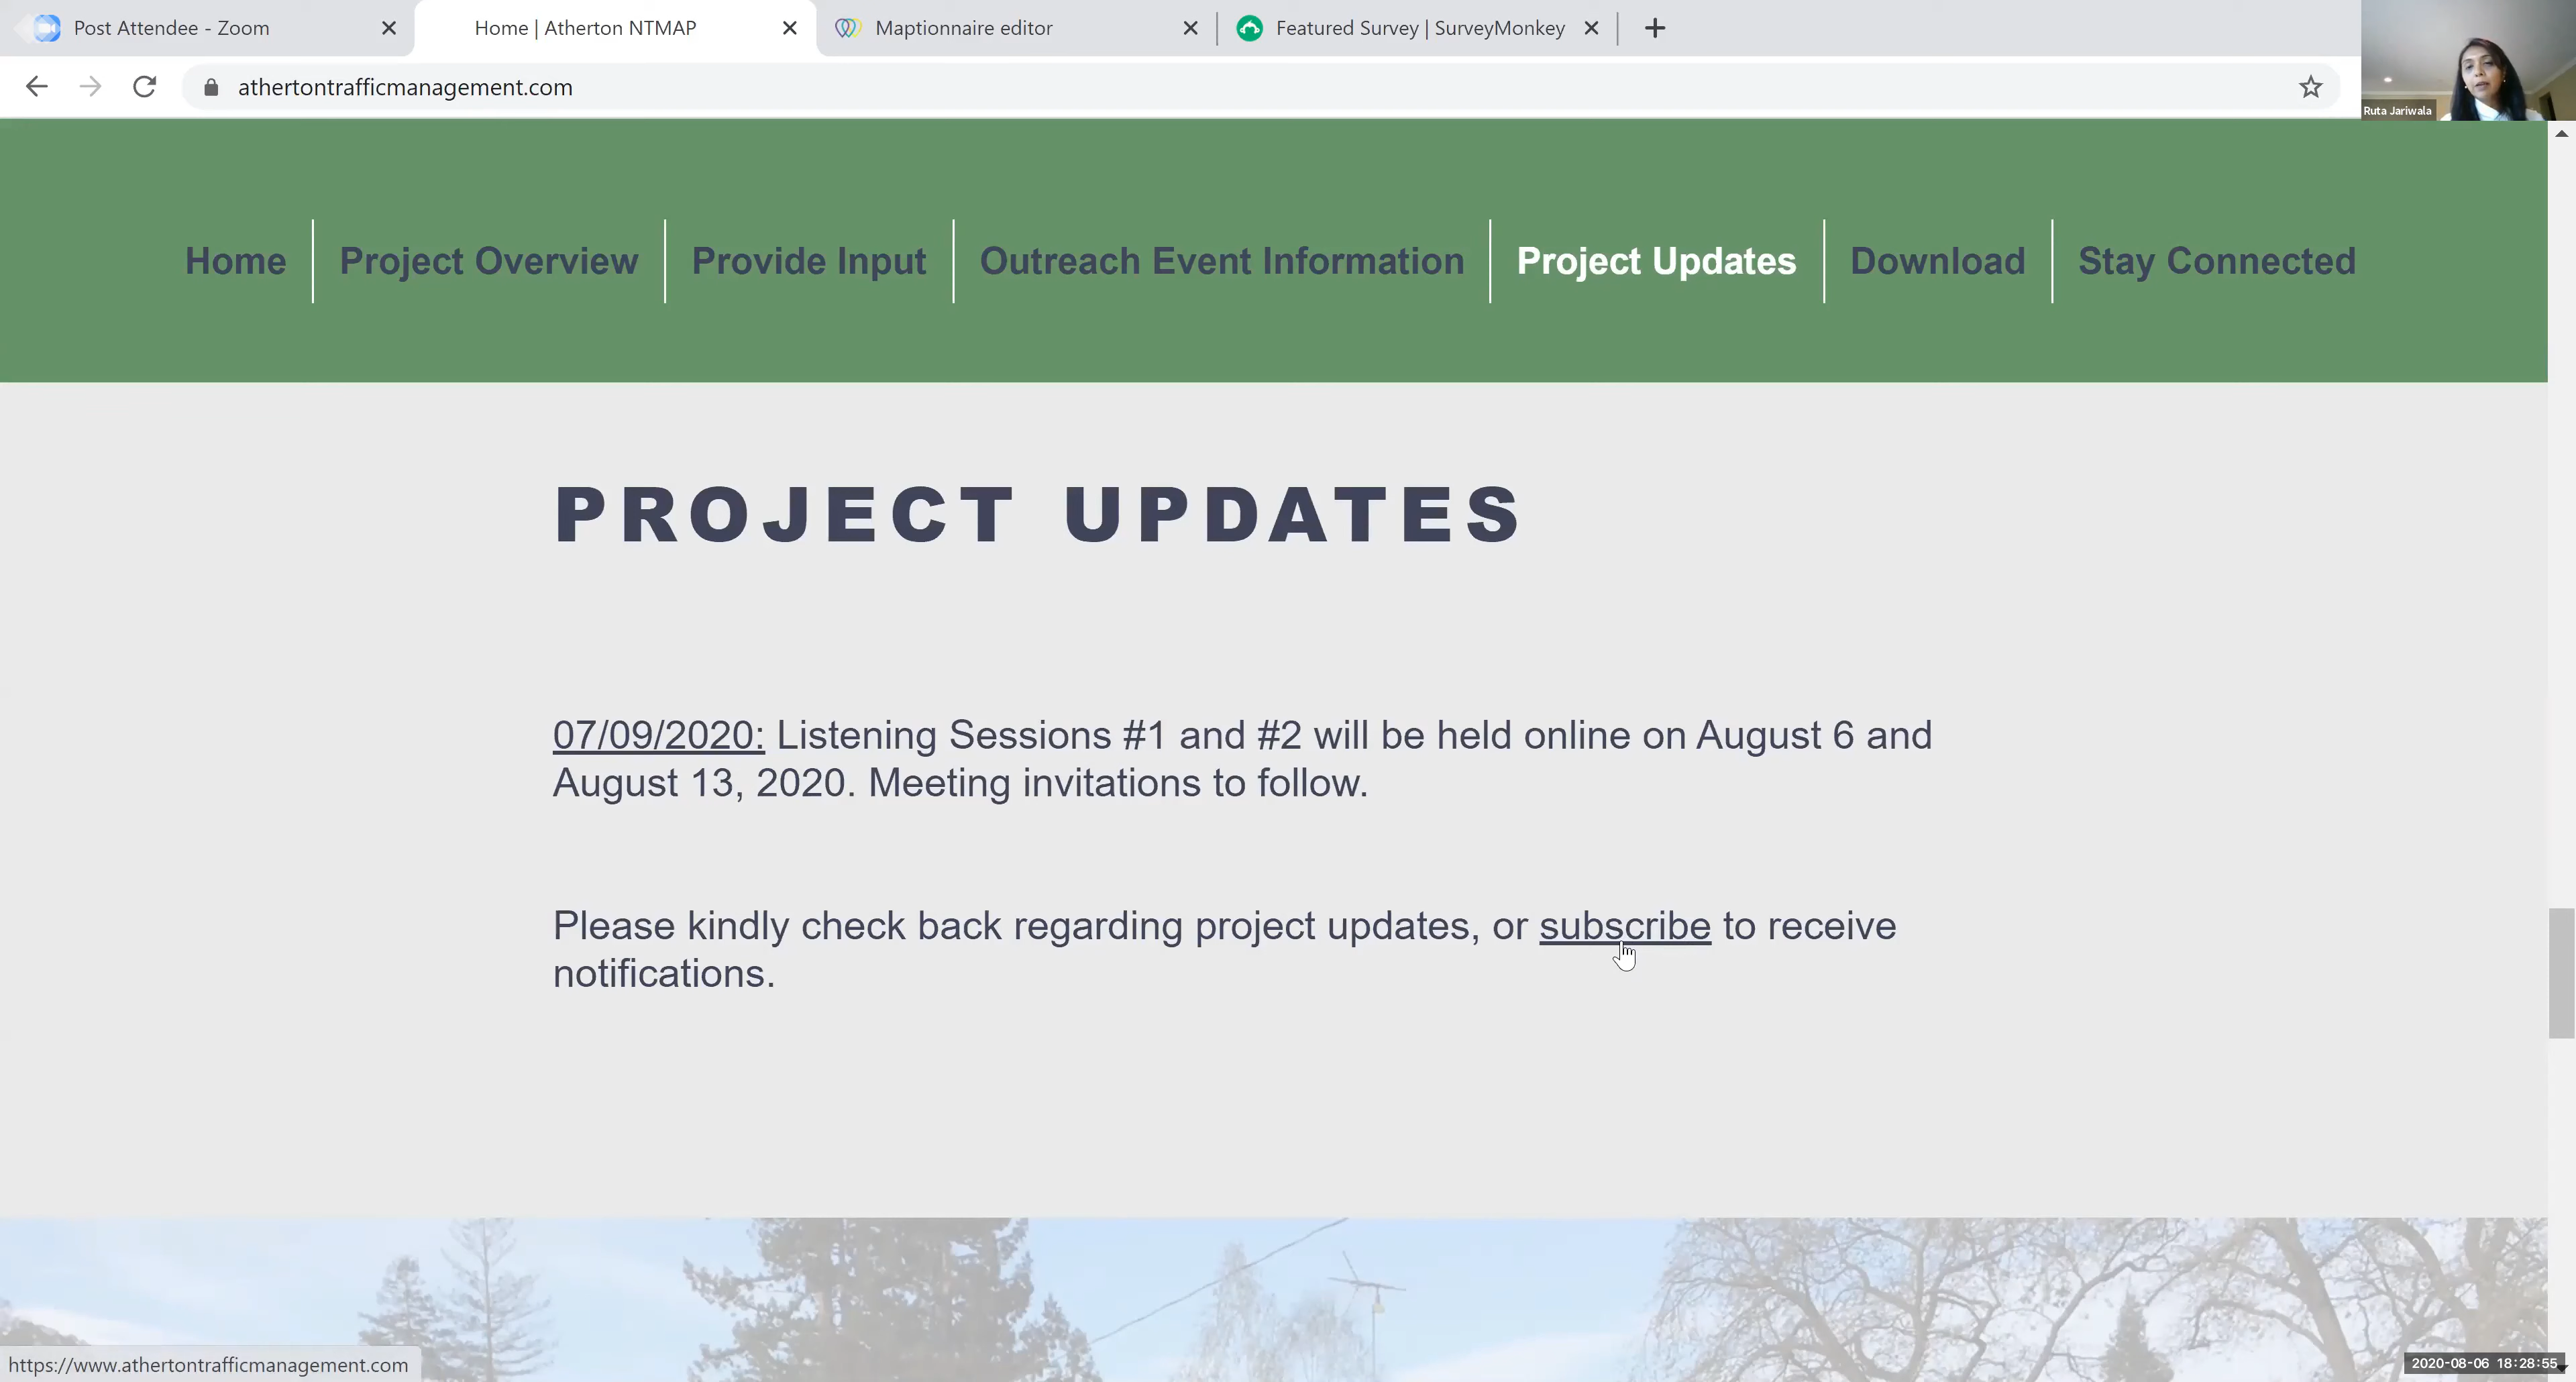 Post Attendee - Zoom
Home | Atherton NTMAP
Maptionnaire editor
Featured Survey | SurveyMonkey
athertontrafficmanagement.com
Ruta Jariwala
Home
Project Overview
Provide Input
Outreach Event Information
Project Updates
Download
Stay Connected
PROJECT UPDATES
07/09/2020: Listening Sessions #1 and #2 will be held online on August 6 and
August 13, 2020. Meeting invitations to follow.
Please kindly check back regarding project updates, or subscribe to receive
notifications.
https://www.athertontrafficmanagement.com
2020-08-06 18:28:55